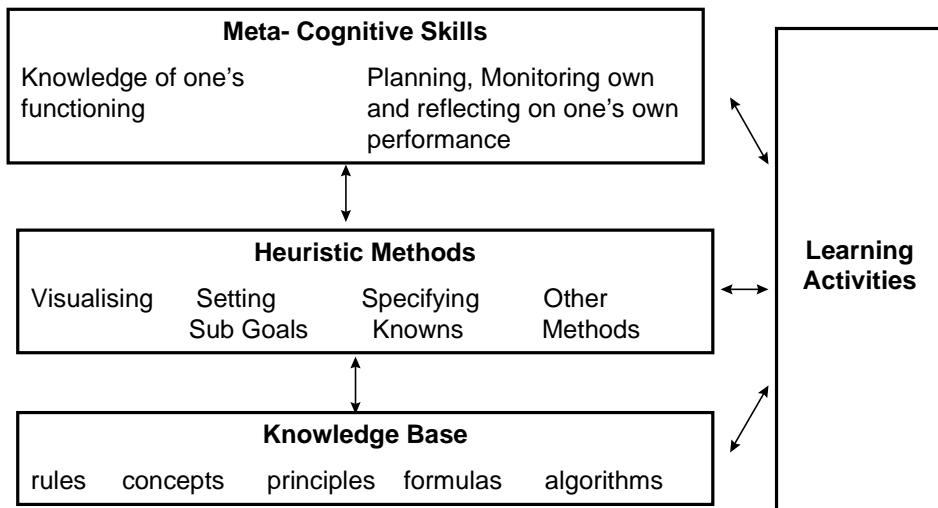 Meta- Cognitive Skills
Knowledge of one’s
functioning
Planning, Monitoring own
and reflecting on one’s own
performance
Heuristic Methods
Visualising Setting Specifying Other
Sub Goals Knowns Methods
Knowledge Base
rules concepts principles formulas algorithms
Learning
Activities